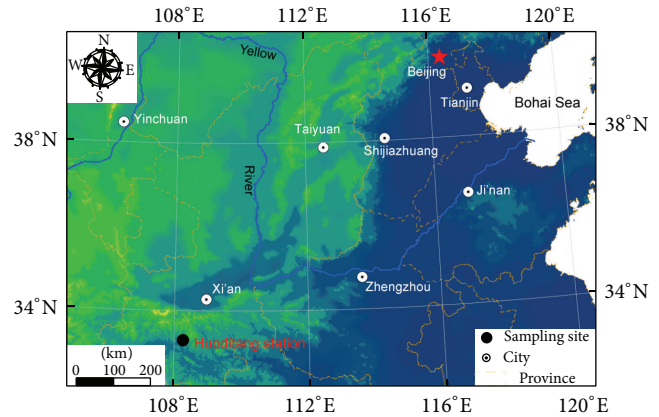 108°E 112°E 116°E 120°E
N
W E
S
Yellow
River
Beijing
Tianjin
Bohai Sea
Yinchuan
Taiyuan
Shijiazhuang
38°N 38°N
Ji'nan
Xi'an
Zhengzhou
34°N 34°N
Huoditang station
(km)
0 100 200
Sampling site
City
Province
108°E 112°E 116°E 120°E